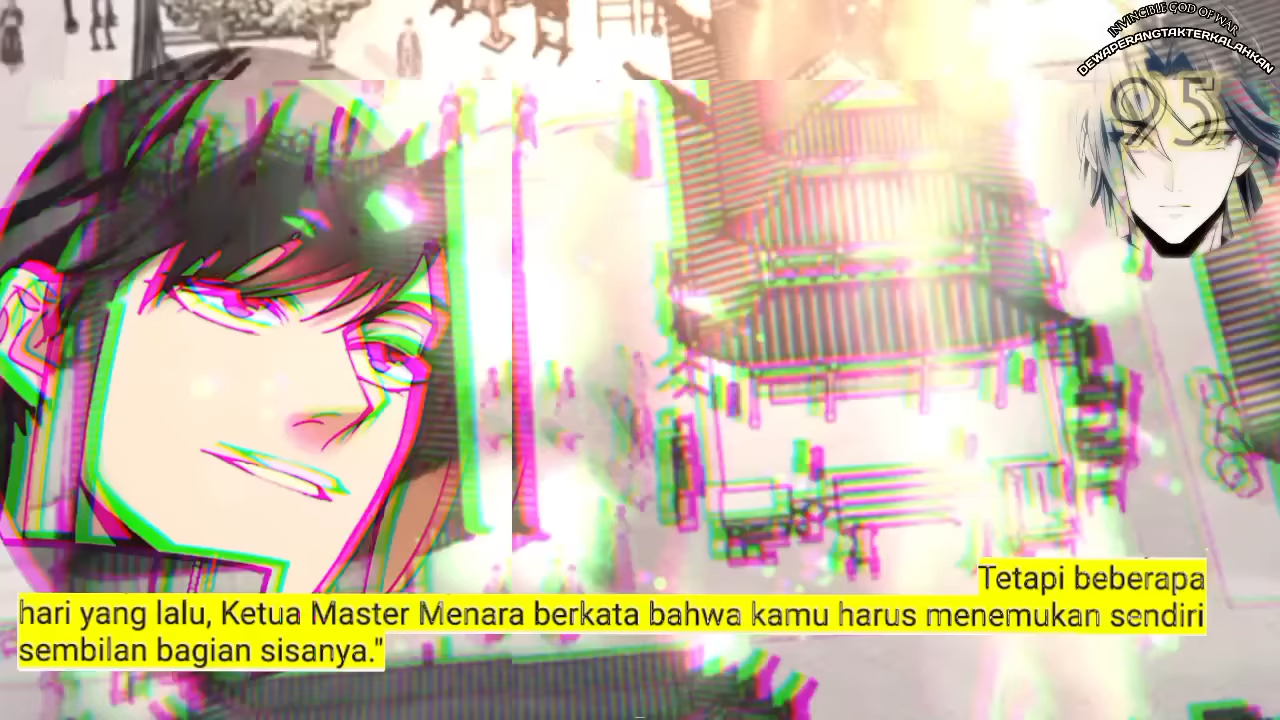 INVINCIBLE GOD OF WAR
DEWAPERANGTAKTERKALAHKAN
95
Tetapi beberapa
hari yang lalu, Ketua Master Menara berkata bahwa kamu harus menemukan sendiri
sembilan bagian sisanya."